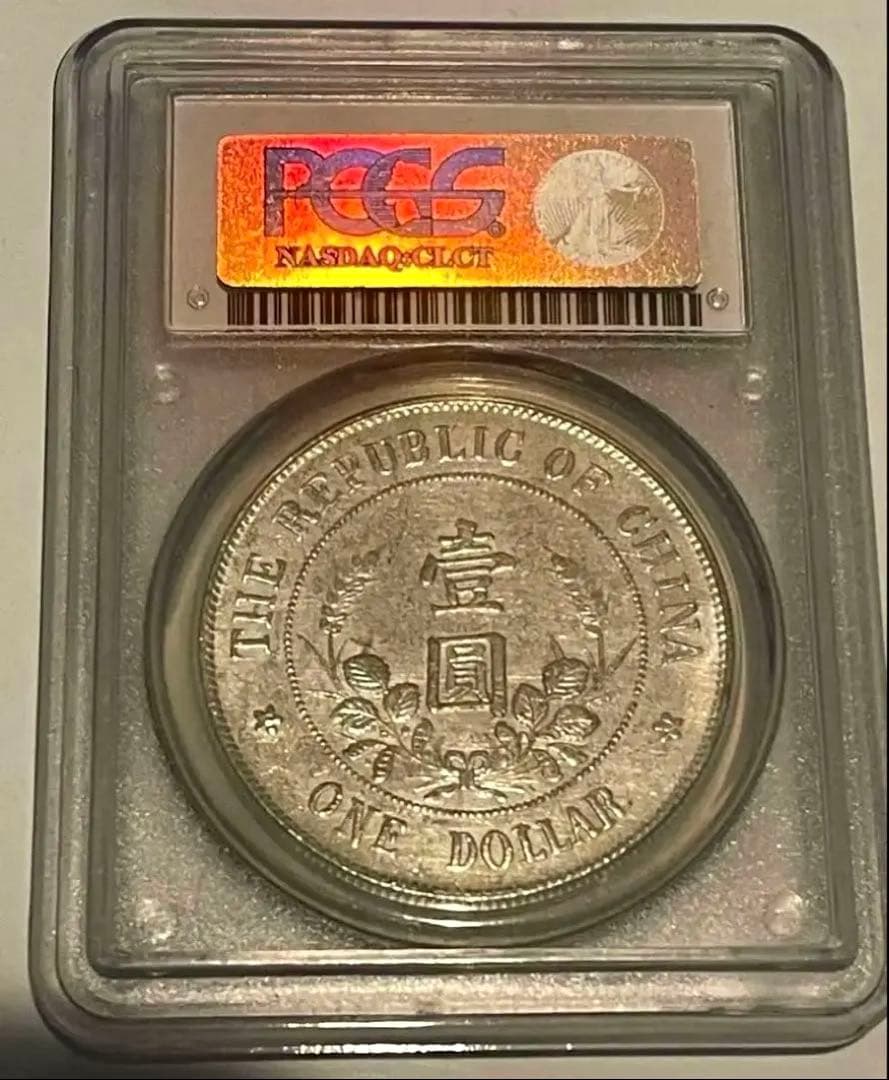 PCGS®
NASDAQ:CLCT
THE REPUBLIC OF CHINA
壹
圓
ONE DOLLAR